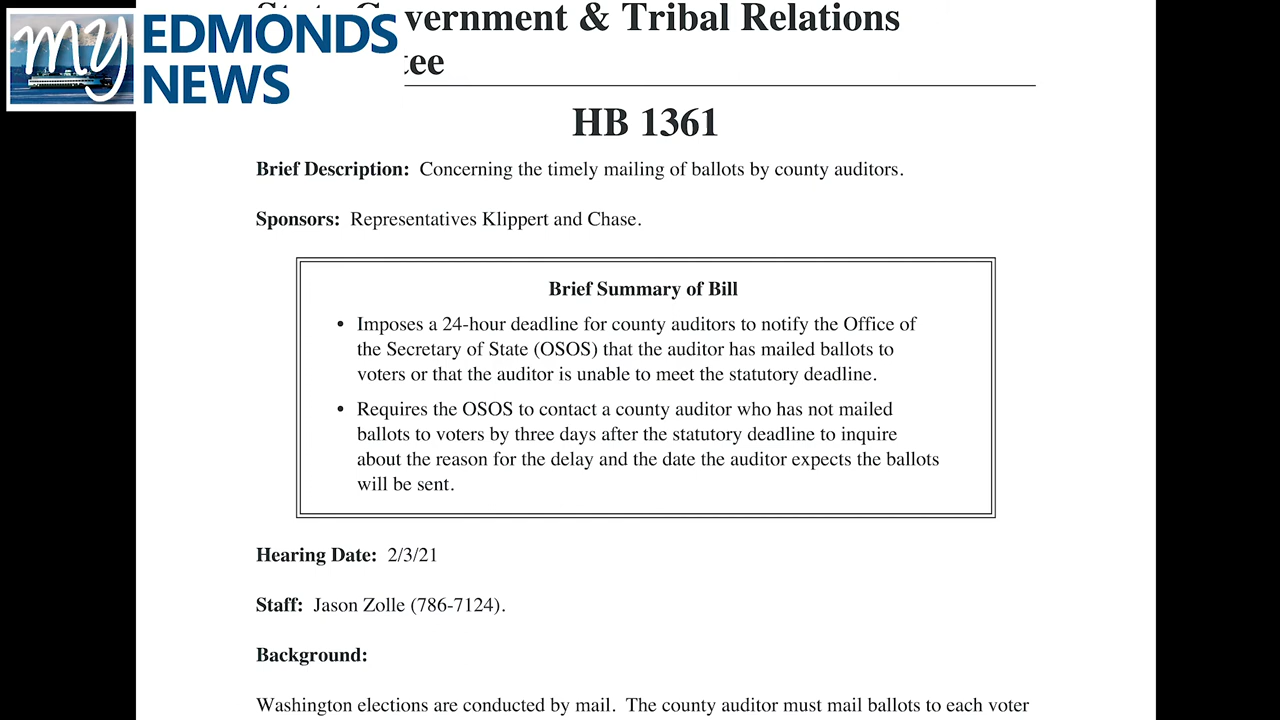 my EDMONDS
NEWS
vernment & Tribal Relations
tee
HB 1361
Brief Description: Concerning the timely mailing of ballots by county auditors.
Sponsors: Representatives Klippert and Chase.
Brief Summary of Bill
• Imposes a 24-hour deadline for county auditors to notify the Office of
the Secretary of State (OSOS) that the auditor has mailed ballots to
voters or that the auditor is unable to meet the statutory deadline.
• Requires the OSOS to contact a county auditor who has not mailed
ballots to voters by three days after the statutory deadline to inquire
about the reason for the delay and the date the auditor expects the ballots
will be sent.
Hearing Date: 2/3/21
Staff: Jason Zolle (786-7124).
Background:
Washington elections are conducted by mail. The county auditor must mail ballots to each voter